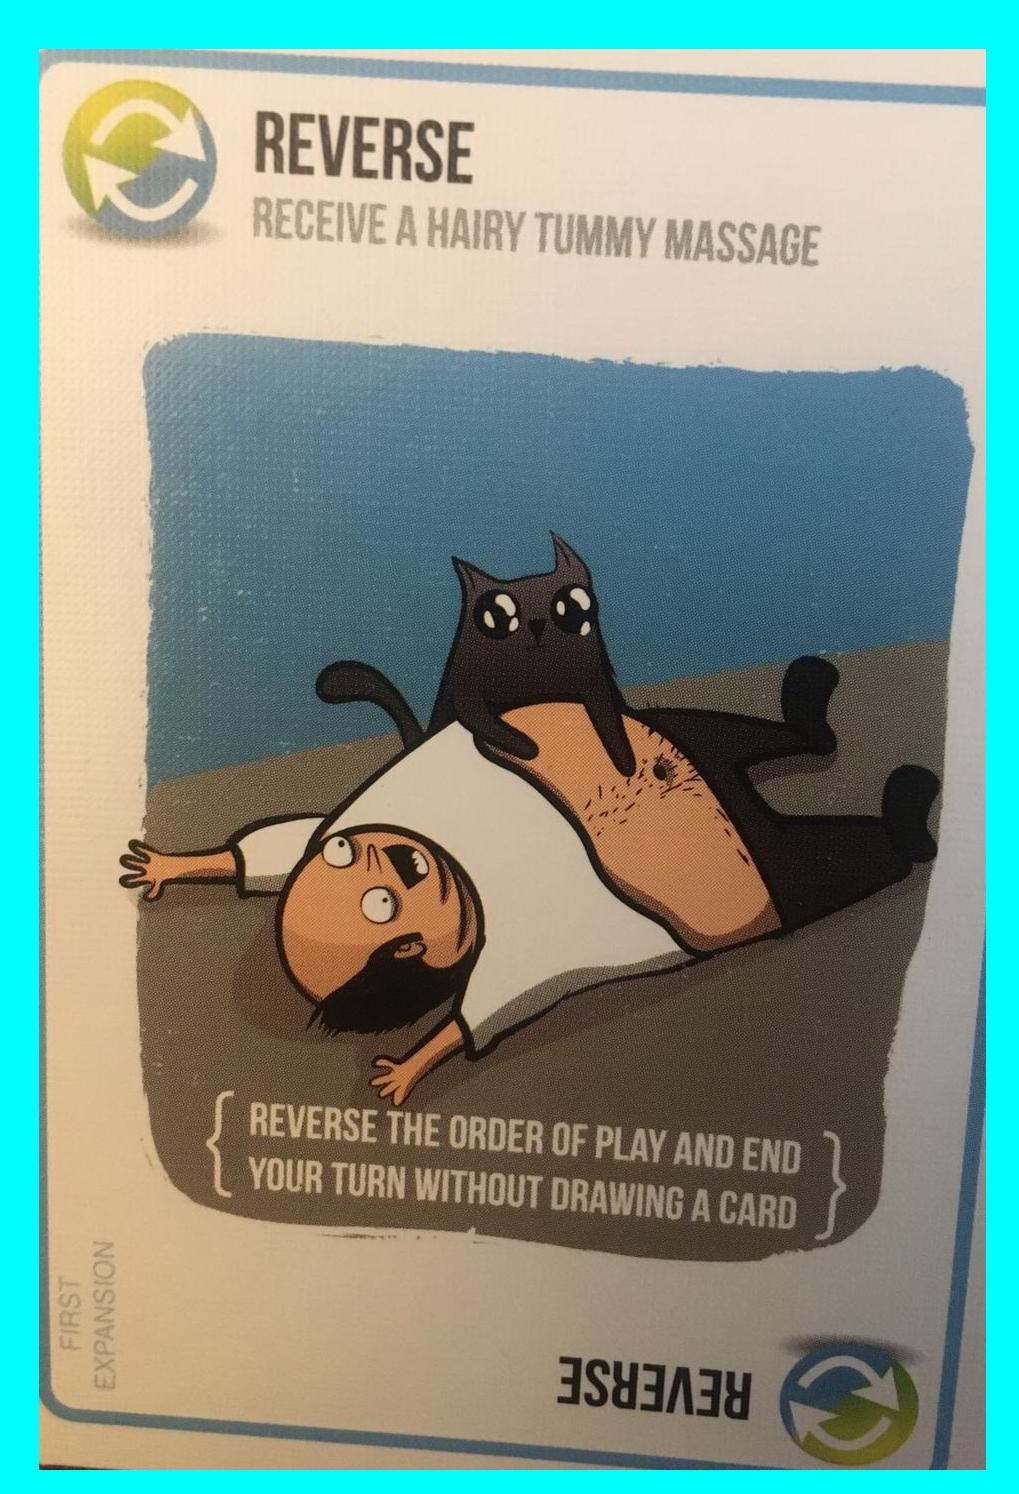 REVERSE
RECEIVE A HAIRY TUMMY MASSAGE
{ REVERSE THE ORDER OF PLAY AND END
YOUR TURN WITHOUT DRAWING A CARD }
FIRST
EXPANSION
REVERSE